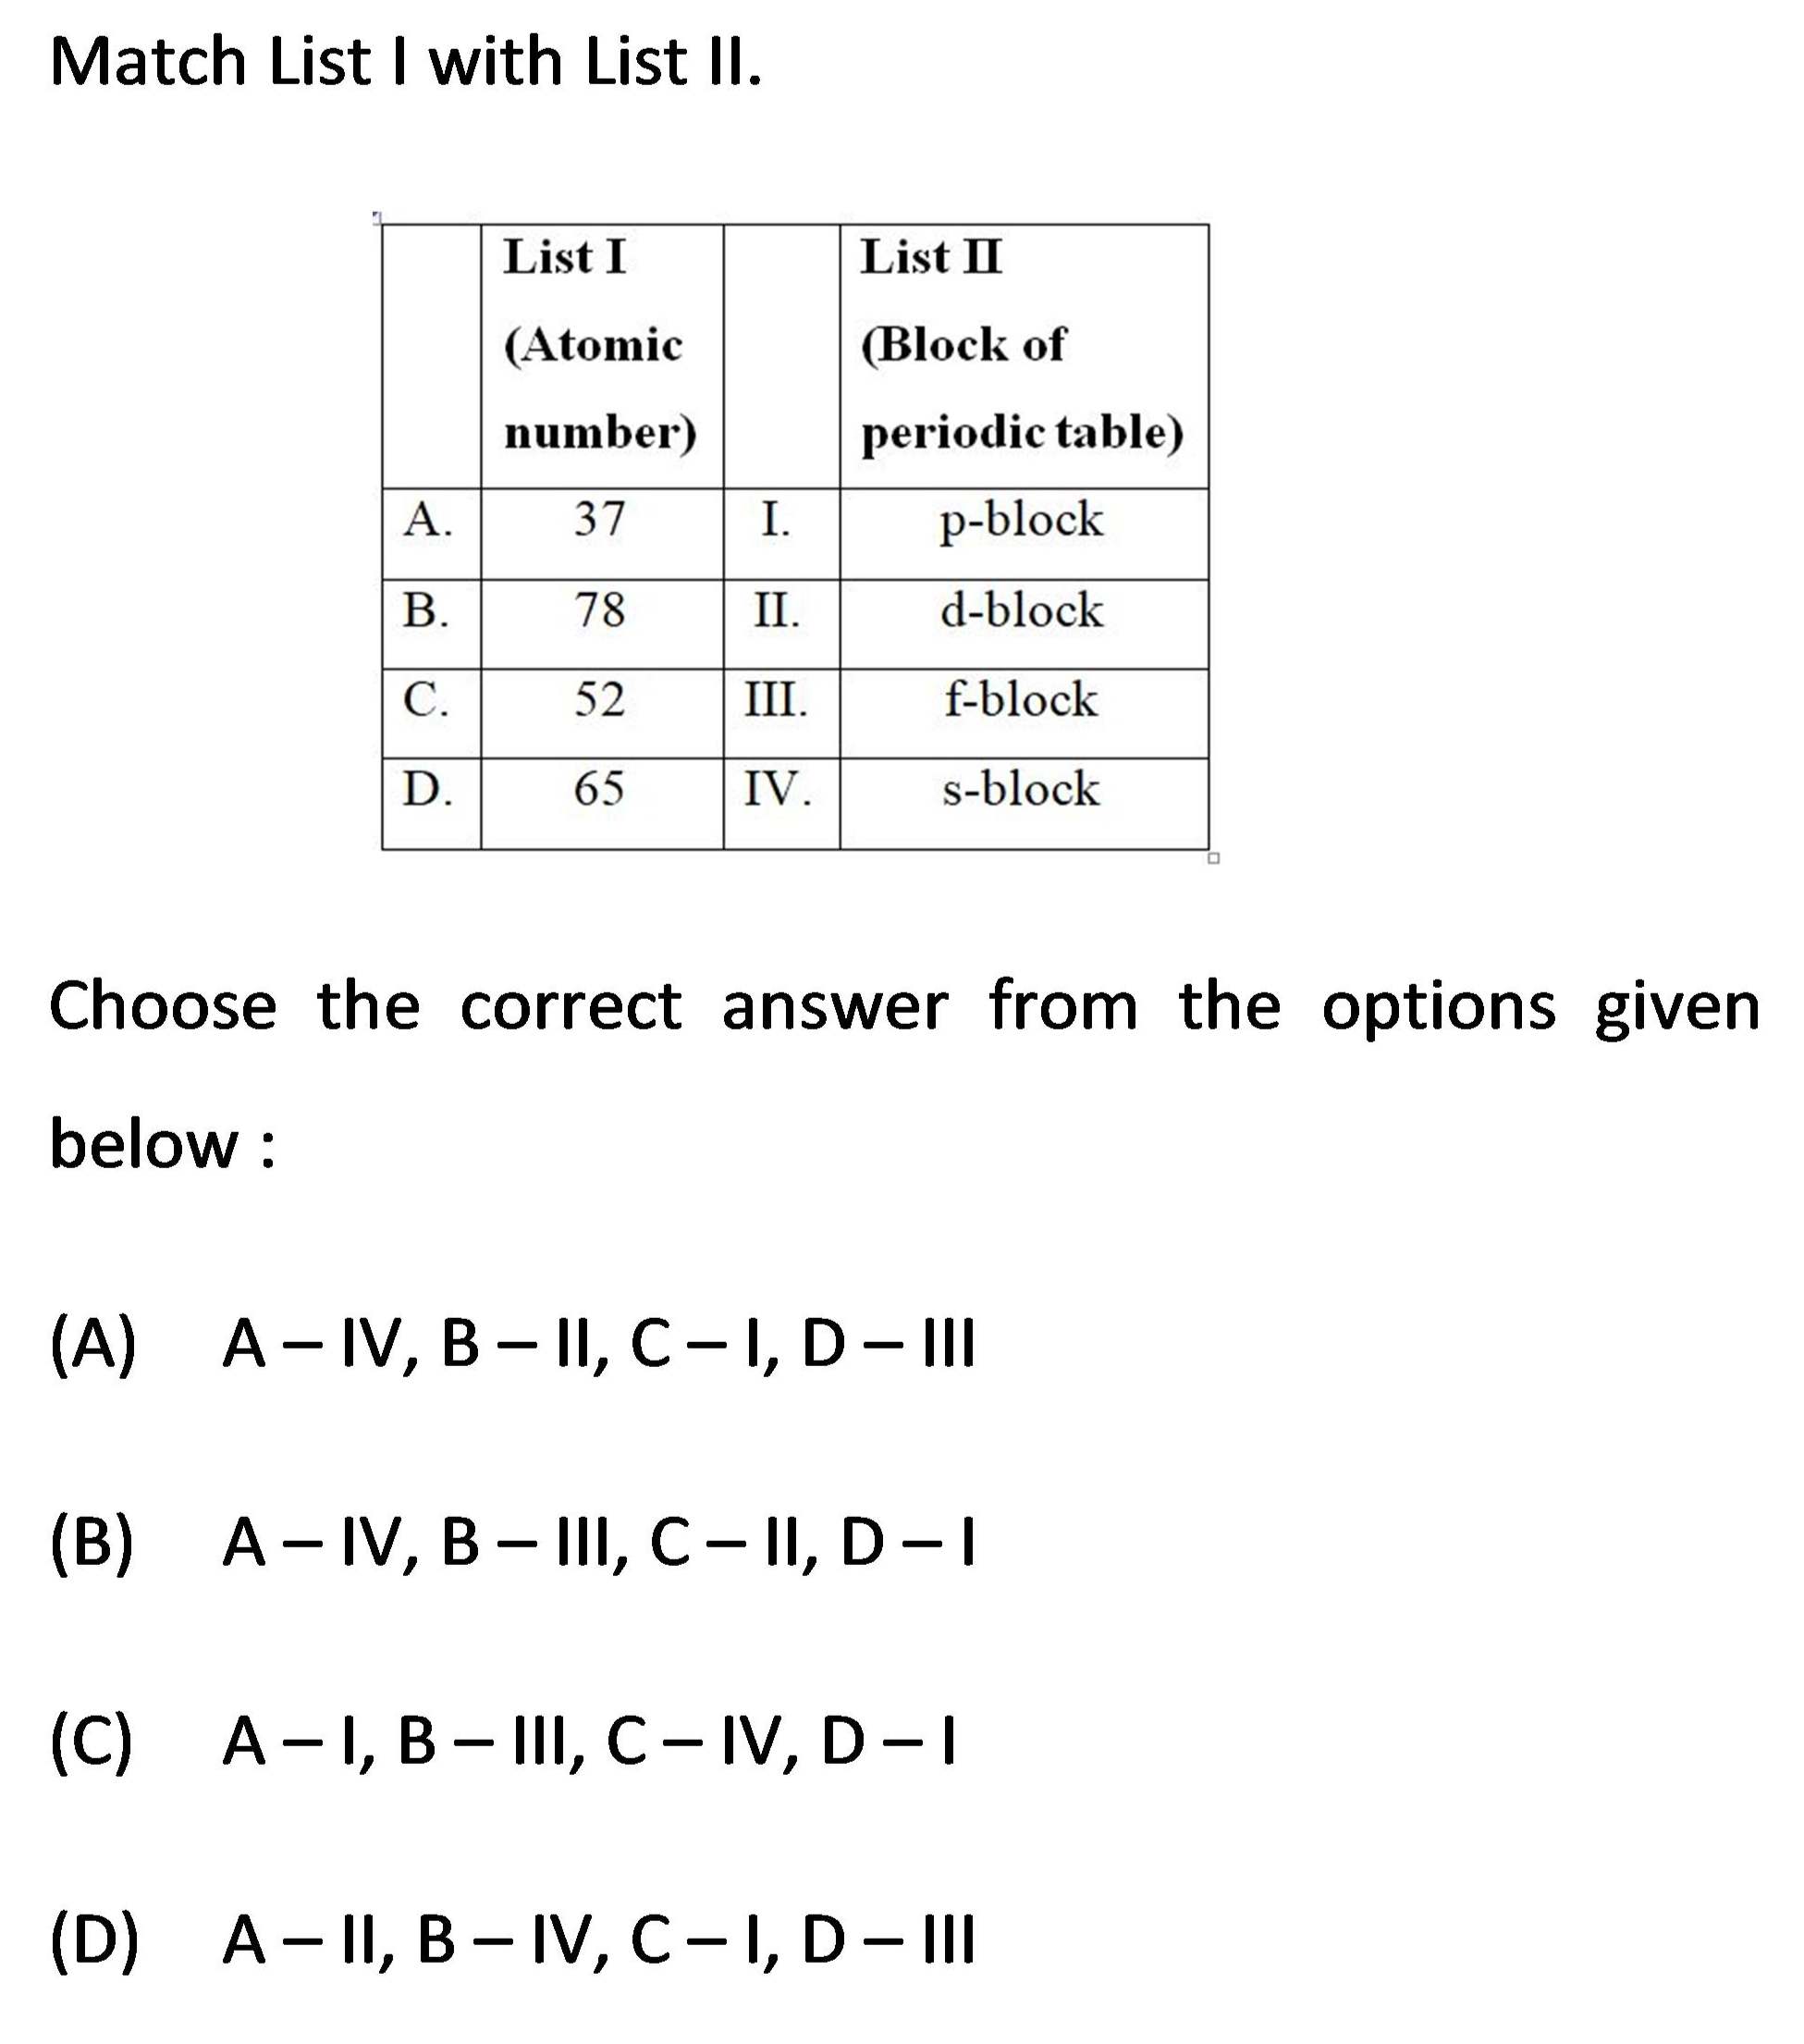 Match List I with List II.
List I (Atomic number) List II (Block of periodic table)
A. 37 I. p-block
B. 78 II. d-block
C. 52 III. f-block
D. 65 IV. s-block
Choose the correct answer from the options given
below :
(A) A – IV, B – II, C – I, D – III
(B) A – IV, B – III, C – II, D – I
(C) A – I, B – III, C – IV, D – I
(D) A – II, B – IV, C – I, D – III